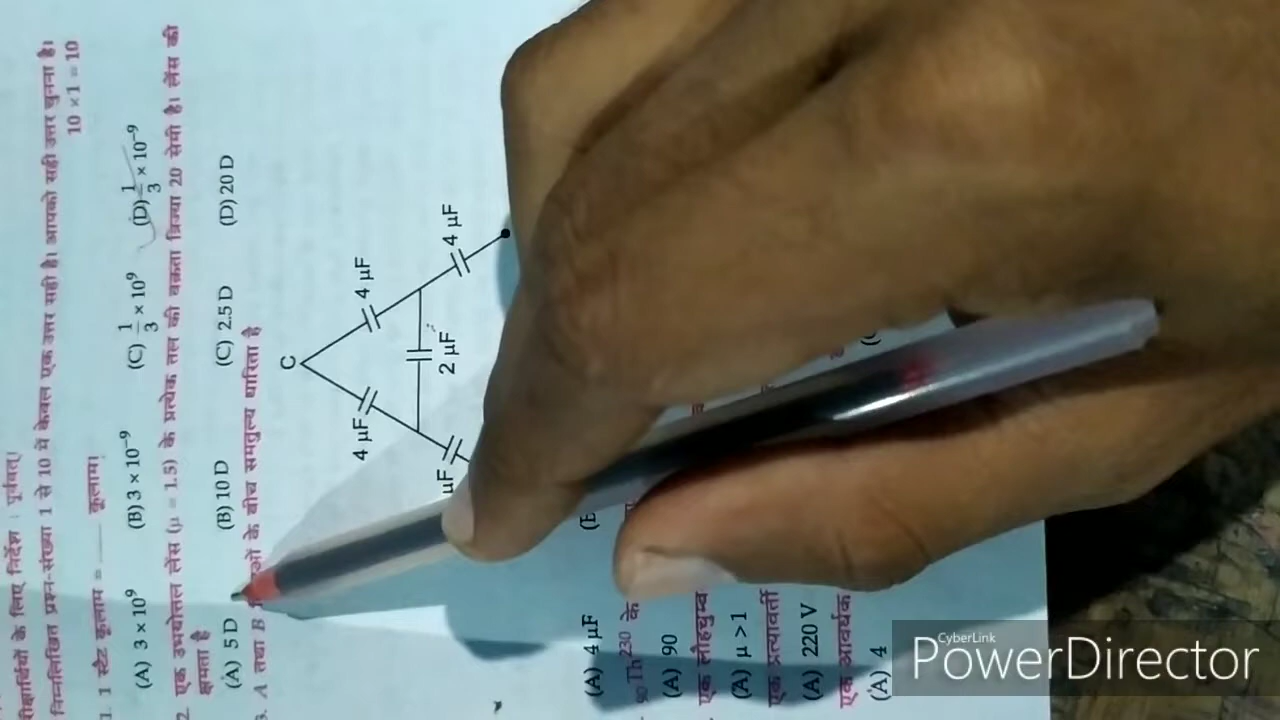 रीक्षार्थियों के लिए निर्देश : पूर्ववत्।
निम्नलिखित प्रश्न-संख्या 1 से 10 में केवल एक उत्तर सही है। आपको सही उत्तर चुनना है।
10 × 1 = 10
1. 1 स्टैट कूलाम = ____ कूलाम।
(A) 3 × 10⁹ (B) 3 × 10⁻⁹ (C) 1/3 × 10⁹ (D) 1/3 × 10⁻⁹
2 एक उभयोत्तल लेंस (μ = 1.5) के प्रत्येक तल की वक्रता त्रिज्या 20 सेमी है। लेंस की
क्षमता है
(A) 5 D (B) 10 D (C) 2.5 D (D) 20 D
3. A तथा B के बीच समतुल्य धारिता है
C
4 μF 4 μF
2 μF
μF 4 μF
(A) 4 μF
₉₀Th²³⁰ के
(A) 90
एक लौहचुम्ब
(A) μ > 1
एक प्रत्यावर्ती
(A) 220 V
एक आवर्धक
(A) 4
CyberLink
PowerDirector